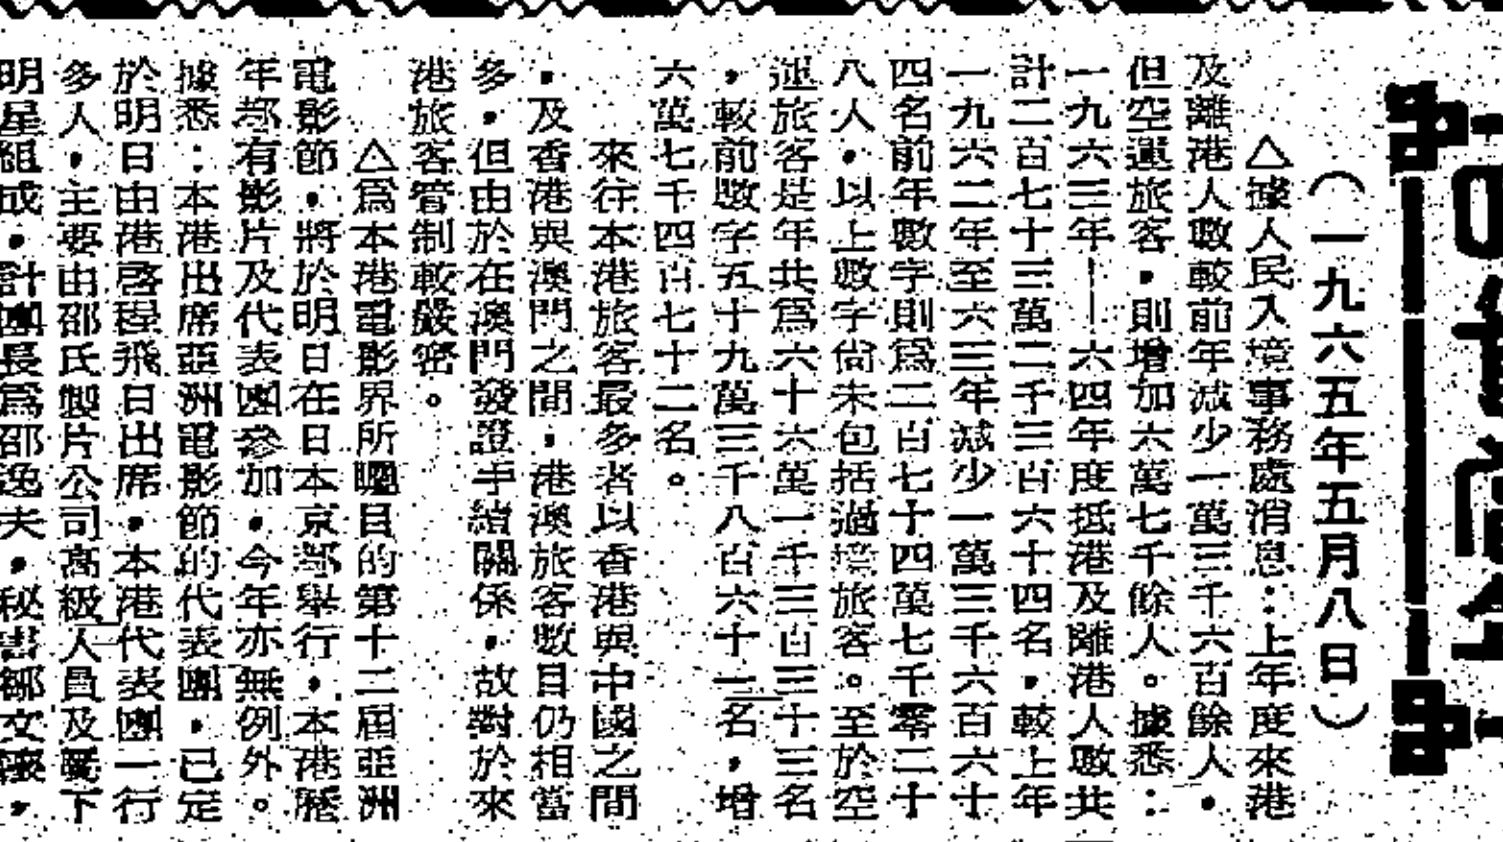 （一九六五年五月八日）
△據人民入境事務處消息：上年度來港
及離港人數較前年減少一萬三千六百餘人，
但空運旅客，則增加六萬七千餘人。據悉：
一九六三年——六四年度抵港及離港人數共
計二百七十三萬二千三百六十四名，較上年
一九六二年至六三年減少一萬三千六百六十
四名前年數字則爲二百七十四萬七千零二十
八人，以上數字尚未包括過境旅客。至於空
運旅客是年共爲六十六萬一千三百三十三名
，較前數字五十九萬三千八百六十一名，增
六萬七千四百七十二名。
來往本港旅客最多者以香港與中國之間
，及香港與澳門之間，港澳旅客數目仍相當
多，但由於在澳門發證手續關係，故對於來
港旅客管制較嚴密。
△爲本港電影界所矚目的第十二屆亞洲
電影節，將於明日在日本京都舉行，本港歷
年都有影片及代表團參加，今年亦無例外。
據悉：本港出席亞洲電影節的代表團，已定
於明日由港啓程飛日出席，本港代表團一行
多人，主要由邵氏製片公司高級人員及屬下
明星組成，計團長爲邵逸夫，秘書鄒文懷，